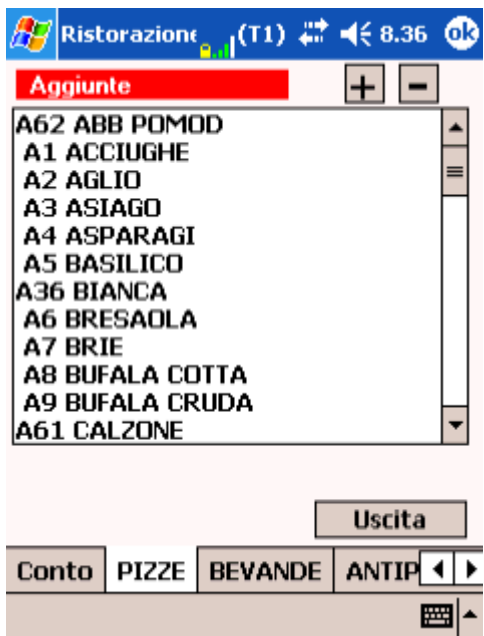 Ristorazione (T1) 8.36 ok
Aggiunte + -
A62 ABB POMOD
A1 ACCIUGHE
A2 AGLIO
A3 ASIAGO
A4 ASPARAGI
A5 BASILICO
A36 BIANCA
A6 BRESAOLA
A7 BRIE
A8 BUFALA COTTA
A9 BUFALA CRUDA
A61 CALZONE
Uscita
Conto PIZZE BEVANDE ANTIP